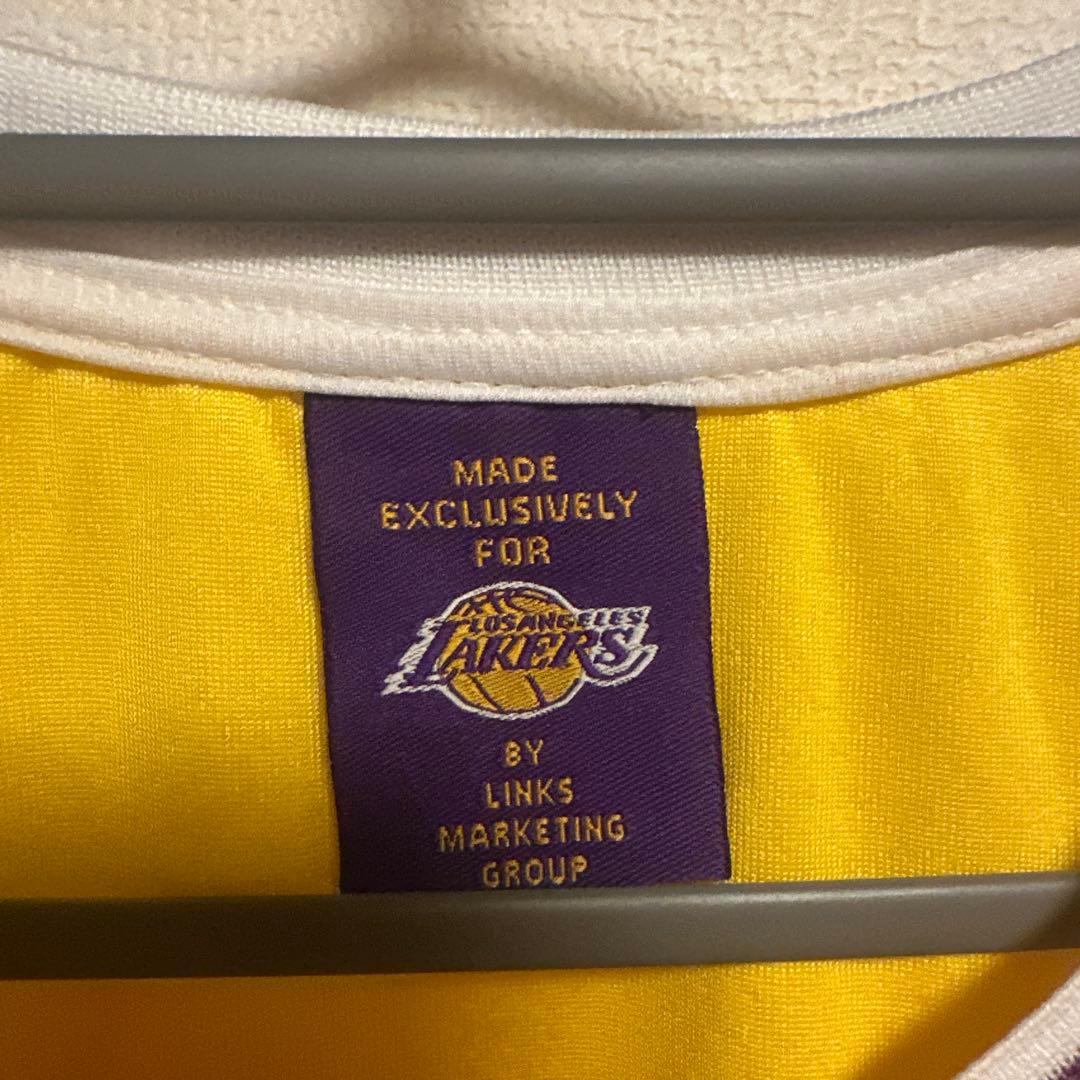 MADE
EXCLUSIVELY
FOR
LOS ANGELES
LAKERS
BY
LINKS
MARKETING
GROUP